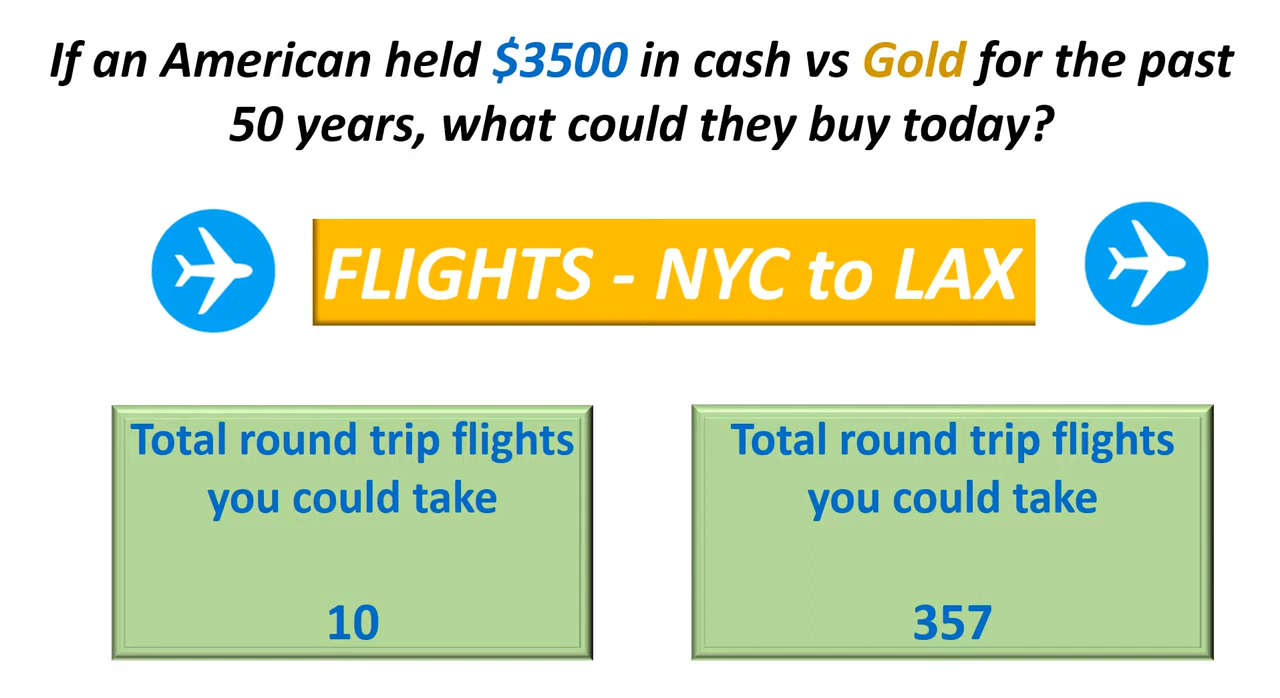 If an American held $3500 in cash vs Gold for the past
50 years, what could they buy today?
FLIGHTS - NYC to LAX
Total round trip flights
you could take
10
Total round trip flights
you could take
357